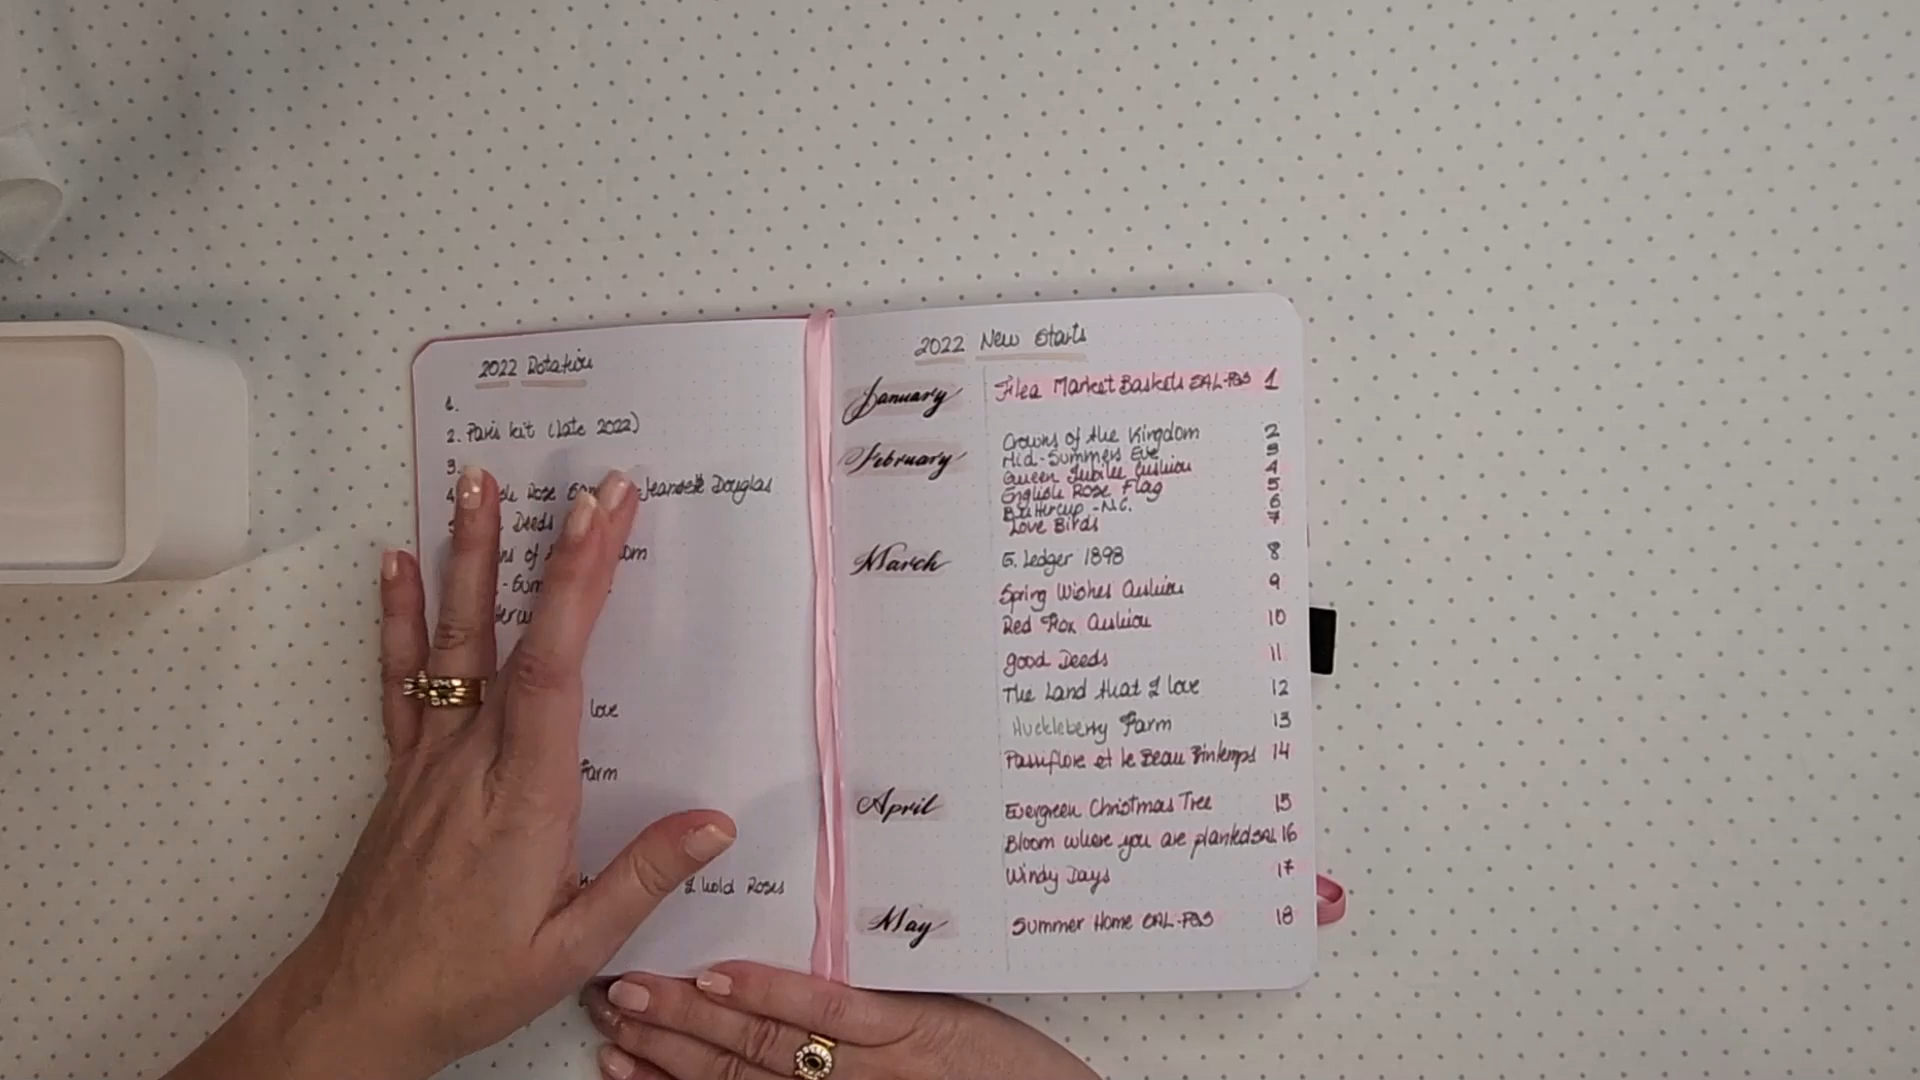 2022 Rotation
1.
2. Paris kit (late 2022)
3.
4. Rose Jeanette Douglas
Deeds
of
love
Farm
I hold Roses
2022 New Starts
January
Flea Market Baskets SAL-FBS 1
February
Crowns of the Kingdom 2
Mid-Summers Eve 3
Queen Jubilee Cushion 4
English Rose Flag 5
Buttercup - N.C. 6
Love Birds 7
March
G. Ledger 1898 8
Spring Wishes Cushion 9
Red Fox Cushion 10
Good Deeds 11
The Land that I love 12
Huckleberry Farm 13
Passiflore et le Beau Printemps 14
April
Evergreen Christmas Tree 15
Bloom where you are planted SAL 16
Windy Days 17
May
Summer Home SAL-FBS 18